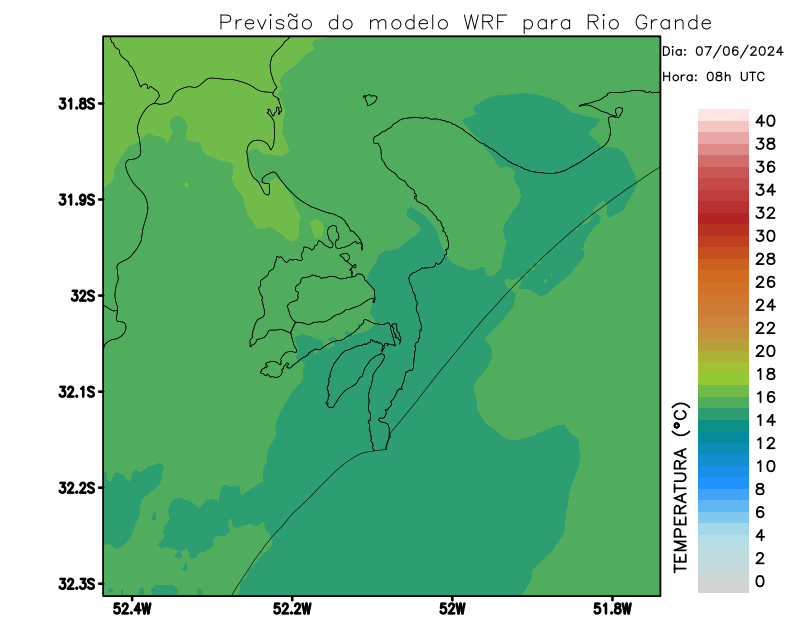 Previsão do modelo WRF para Rio Grande
Dia: 07/06/2024
Hora: 08h UTC
31.8S
31.9S
32S
32.1S
32.2S
32.3S
52.4W
52.2W
52W
51.8W
TEMPERATURA (°C)
40
38
36
34
32
30
28
26
24
22
20
18
16
14
12
10
8
6
4
2
0